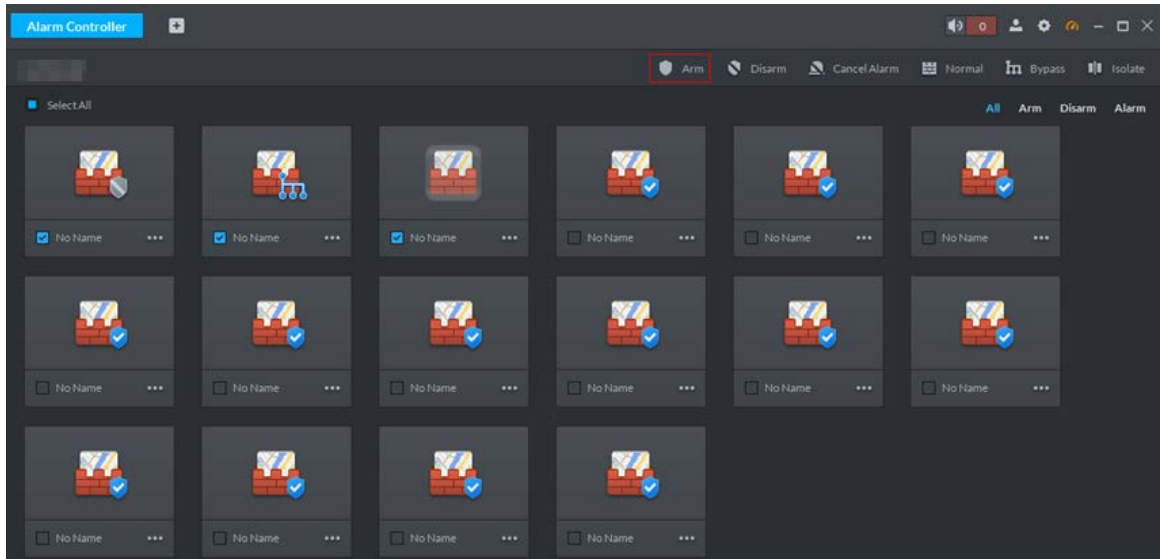 Alarm Controller
0
Arm Disarm Cancel Alarm Normal Bypass Isolate
Select All
All Arm Disarm Alarm
No Name No Name No Name No Name No Name No Name
No Name No Name No Name No Name No Name No Name
No Name No Name No Name No Name